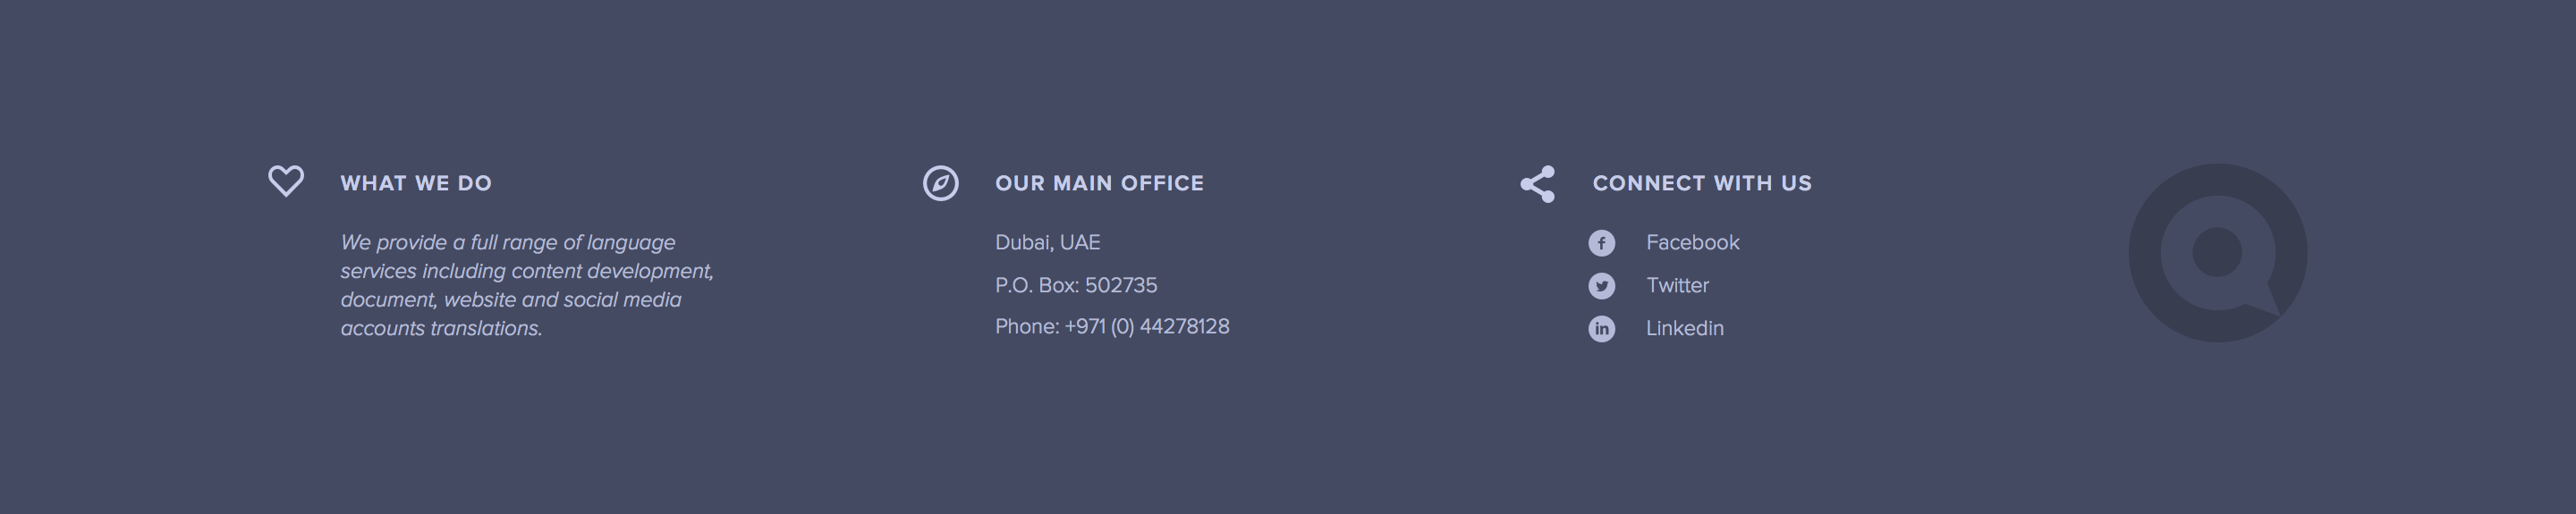 WHAT WE DO
We provide a full range of language
services including content development,
document, website and social media
accounts translations.
OUR MAIN OFFICE
Dubai, UAE
P.O. Box: 502735
Phone: +971 (0) 44278128
CONNECT WITH US
Facebook
Twitter
Linkedin